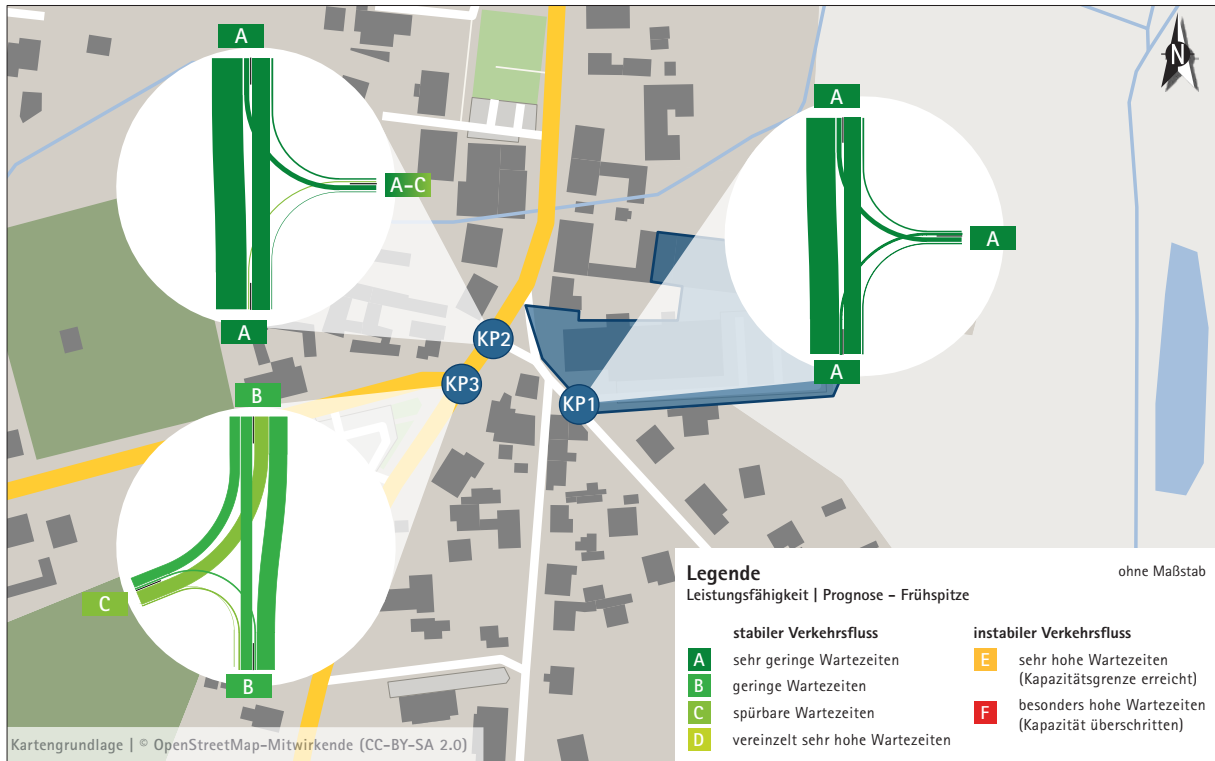 A
A
N
A-C
A
A
A
KP2
KP3
KP1
B
C
B
Legende
ohne Maßstab
Leistungsfähigkeit | Prognose - Frühspitze
stabiler Verkehrsfluss
A sehr geringe Wartezeiten
B geringe Wartezeiten
C spürbare Wartezeiten
D vereinzelt sehr hohe Wartezeiten
instabiler Verkehrsfluss
E sehr hohe Wartezeiten
(Kapazitätsgrenze erreicht)
F besonders hohe Wartezeiten
(Kapazität überschritten)
Kartengrundlage | © OpenStreetMap-Mitwirkende (CC-BY-SA 2.0)